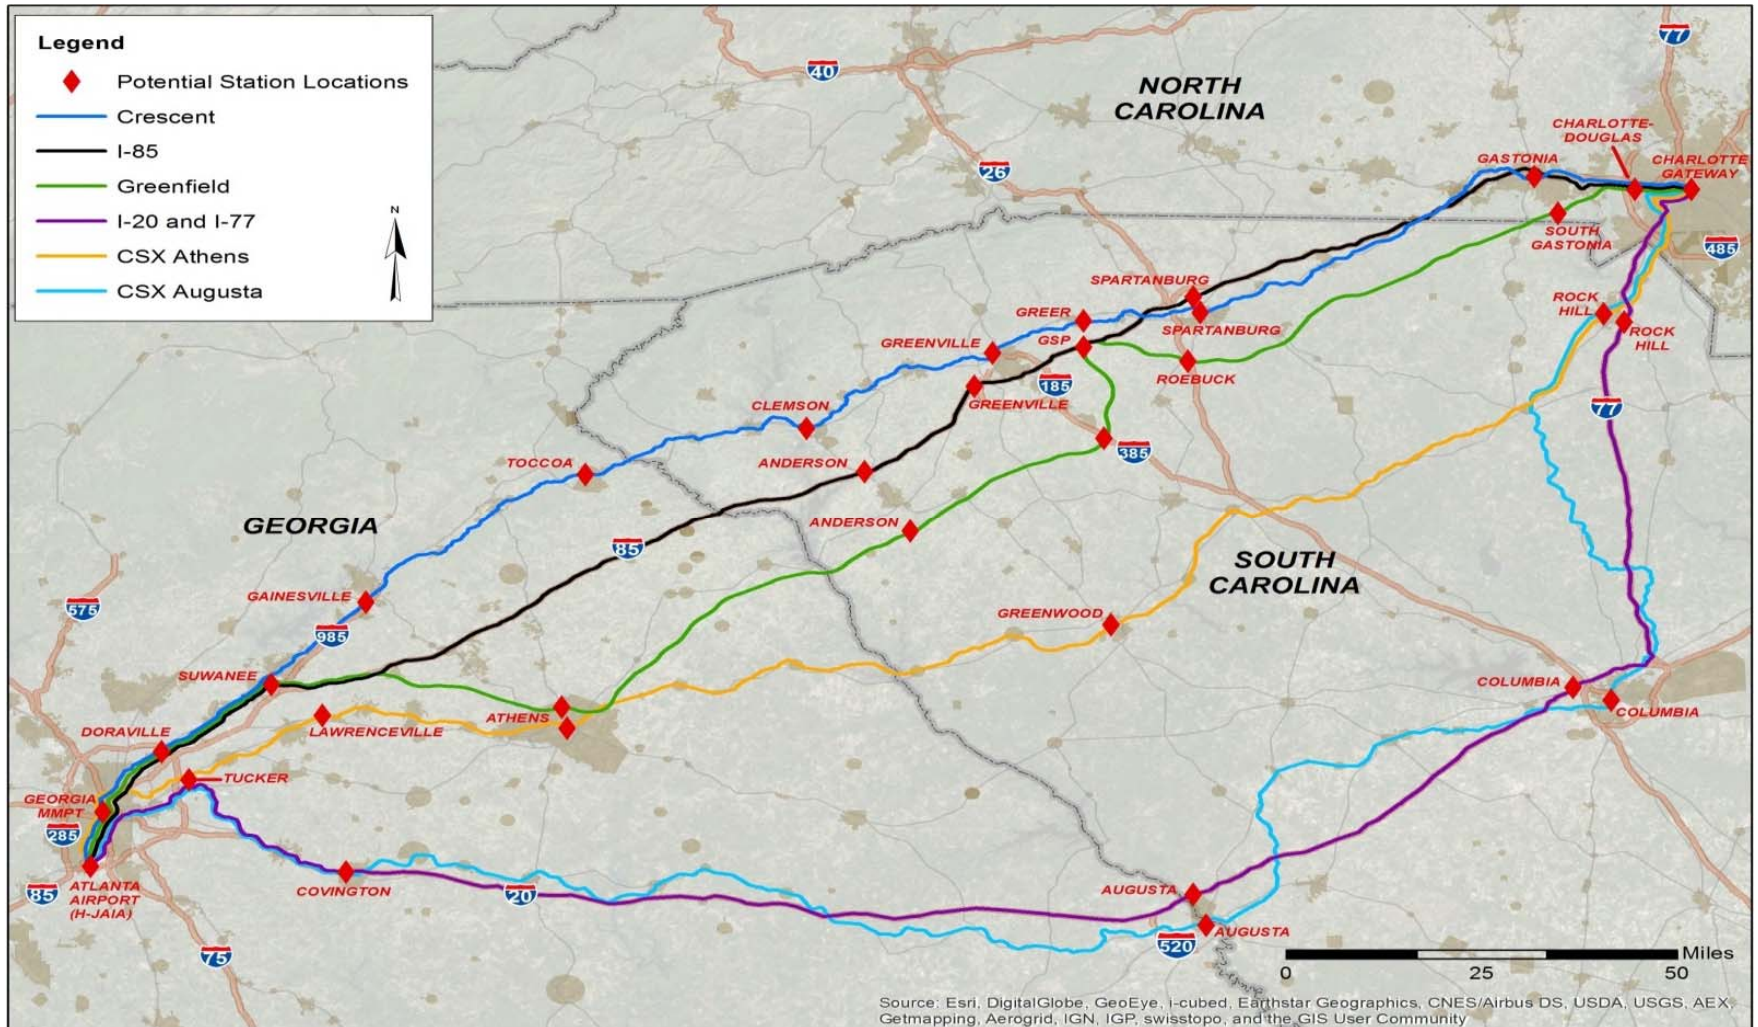 Legend
Potential Station Locations
Crescent
I-85
Greenfield
I-20 and I-77
CSX Athens
CSX Augusta
N
40
77
NORTH
CAROLINA
26
CHARLOTTE-
DOUGLAS
GASTONIA
CHARLOTTE
GATEWAY
SOUTH
GASTONIA
485
SPARTANBURG
GREER
SPARTANBURG
ROCK
HILL
ROCK
HILL
GREENVILLE
GSP
ROEBUCK
185
GREENVILLE
CLEMSON
77
TOCCOA
ANDERSON
385
GEORGIA
ANDERSON
85
SOUTH
CAROLINA
GAINESVILLE
575
985
GREENWOOD
SUWANEE
COLUMBIA
COLUMBIA
ATHENS
LAWRENCEVILLE
DORAVILLE
TUCKER
GEORGIA
MMPT
285
ATLANTA
AIRPORT
(H-JAIA)
85
COVINGTON
20
AUGUSTA
AUGUSTA
520
75
Miles
0 25 50
Source: Esri, DigitalGlobe, GeoEye, i-cubed, Earthstar Geographics, CNES/Airbus DS, USDA, USGS, AEX,
Getmapping, Aerogrid, IGN, IGP, swisstopo, and the GIS User Community